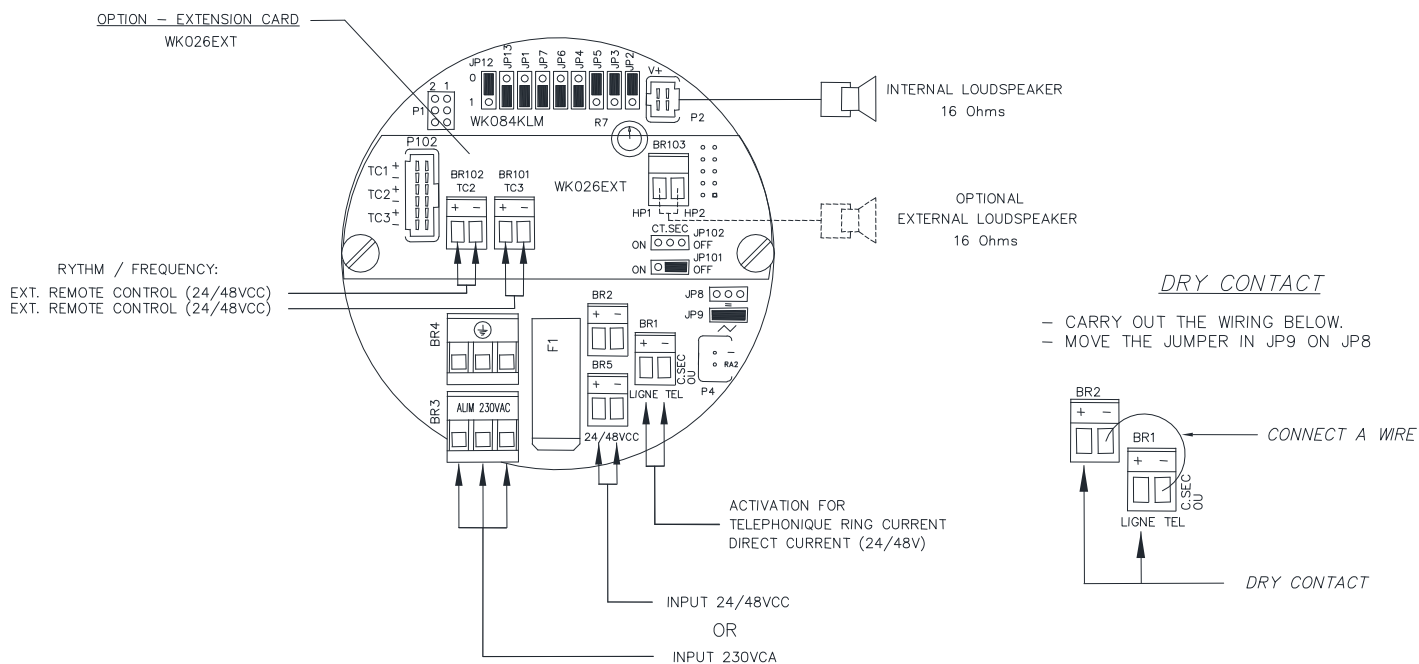 OPTION – EXTENSION CARD
WK026EXT
JP12
JP13
JP1
JP7
JP6
JP4
JP5
JP3
JP2
0
1
V+
P2
2 1
P1
WK084KLM
R7
INTERNAL LOUDSPEAKER
16 Ohms
P102
TC1 + –
TC2 + –
TC3 + –
BR102
TC2
+ –
BR101
TC3
+ –
WK026EXT
BR103
HP1 HP2
OPTIONAL
EXTERNAL LOUDSPEAKER
16 Ohms
CT.SEC
JP102
ON OFF
JP101
ON OFF
RYTHM / FREQUENCY:
EXT. REMOTE CONTROL (24/48VCC)
EXT. REMOTE CONTROL (24/48VCC)
BR4
BR3
ALIM 230VAC
F1
BR2
+ –
BR5
+ –
24/48VCC
BR1
+ –
C.SEC
OU
LIGNE TEL
JP8
=
JP9
–
RA2
P4
ACTIVATION FOR
TELEPHONIQUE RING CURRENT
DIRECT CURRENT (24/48V)
INPUT 24/48VCC
OR
INPUT 230VCA
DRY CONTACT
– CARRY OUT THE WIRING BELOW.
– MOVE THE JUMPER IN JP9 ON JP8
BR2
+ –
BR1
+ –
C.SEC
OU
LIGNE TEL
CONNECT A WIRE
DRY CONTACT